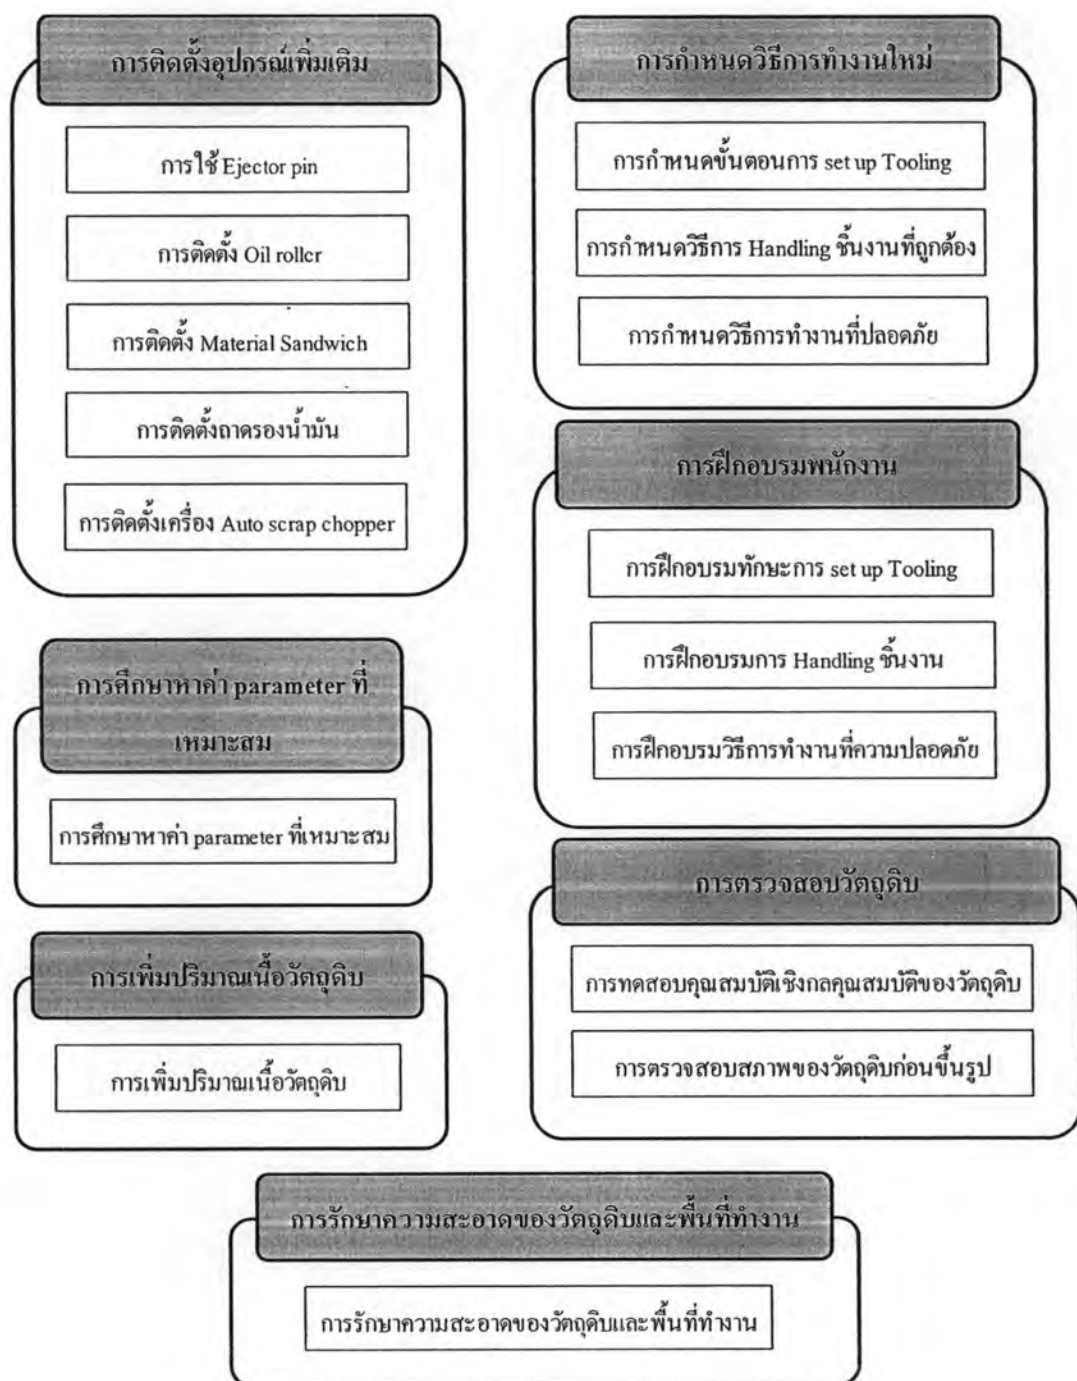 การติดตั้งอุปกรณ์เพิ่มเติม
การใช้ Ejector pin
การติดตั้ง Oil roller
การติดตั้ง Material Sandwich
การติดตั้งถาดรองน้ำมัน
การติดตั้งเครื่อง Auto scrap chopper
การศึกษาหาค่า parameter ที่
เหมาะสม
การศึกษาหาค่า parameter ที่เหมาะสม
การเพิ่มปริมาณเนื้อวัตถุดิบ
การเพิ่มปริมาณเนื้อวัตถุดิบ
การกำหนดวิธีการทำงานใหม่
การกำหนดขั้นตอนการ set up Tooling
การกำหนดวิธีการ Handling ชิ้นงานที่ถูกต้อง
การกำหนดวิธีการทำงานที่ปลอดภัย
การฝึกอบรมพนักงาน
การฝึกอบรมทักษะการ set up Tooling
การฝึกอบรมการ Handling ชิ้นงาน
การฝึกอบรมวิธีการทำงานที่ความปลอดภัย
การตรวจสอบวัตถุดิบ
การทดสอบคุณสมบัติเชิงกลคุณสมบัติของวัตถุดิบ
การตรวจสอบสภาพของวัตถุดิบก่อนขึ้นรูป
การรักษาความสะอาดของวัตถุดิบและพื้นที่ทำงาน
การรักษาความสะอาดของวัตถุดิบและพื้นที่ทำงาน